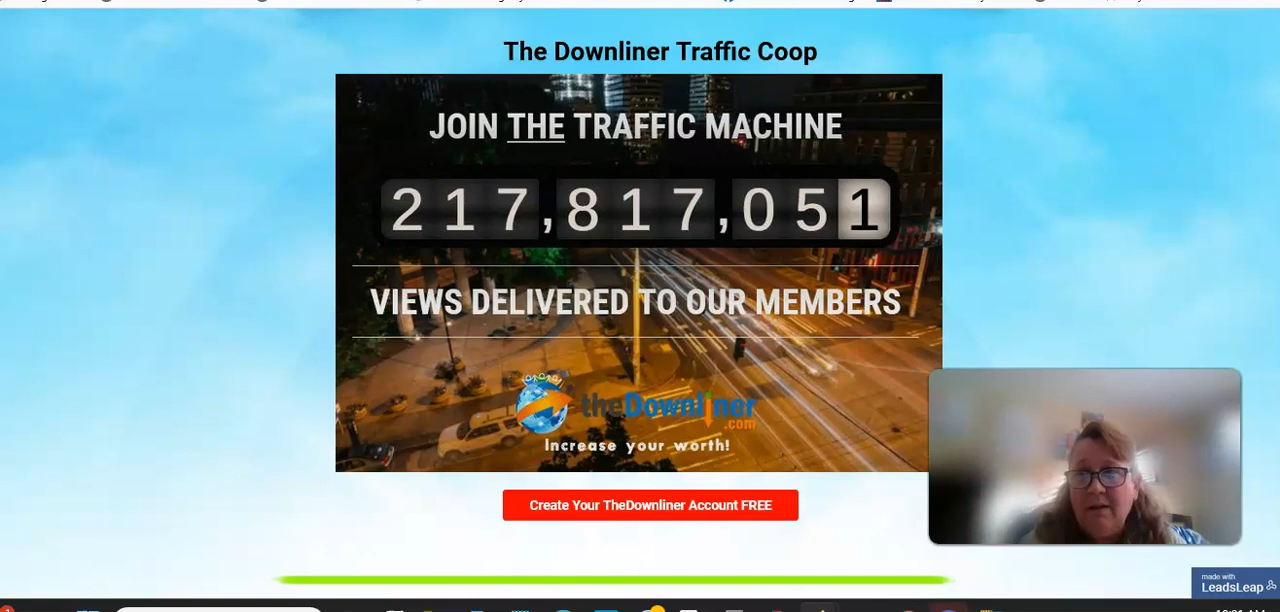 The Downliner Traffic Coop
JOIN THE TRAFFIC MACHINE
217,817,051
VIEWS DELIVERED TO OUR MEMBERS
theDownliner
.com
Increase your worth!
Create Your TheDownliner Account FREE
made with
LeadsLeap